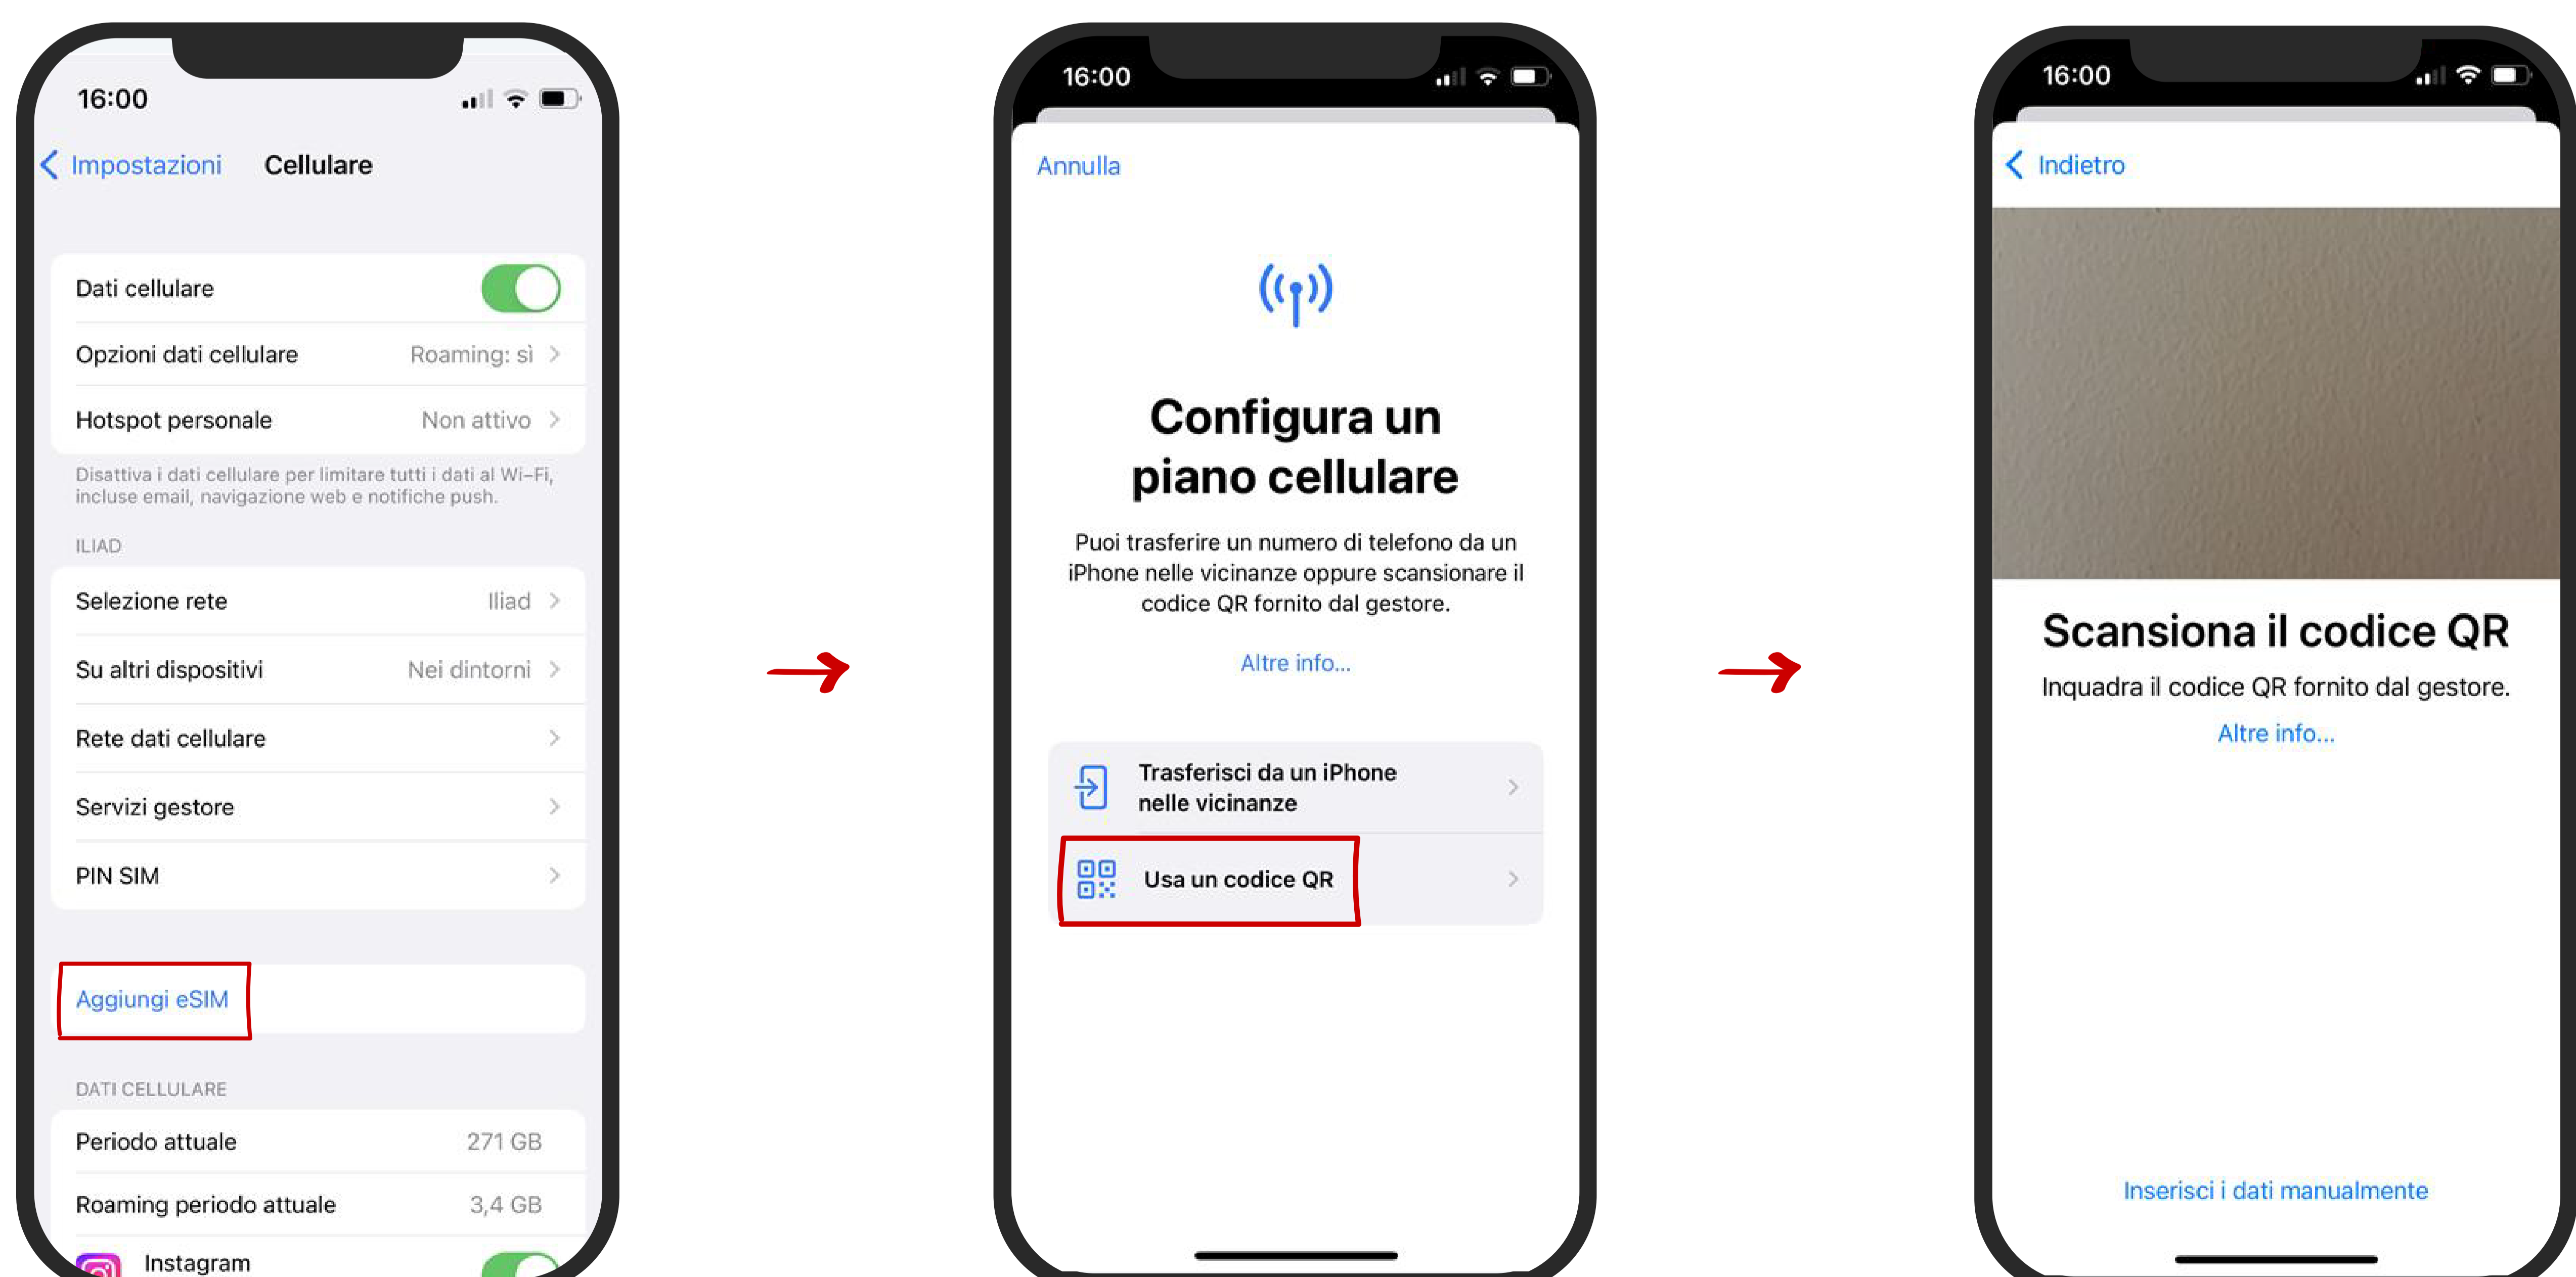 16:00
Impostazioni Cellulare
Dati cellulare
Opzioni dati cellulare Roaming: sì
Hotspot personale Non attivo
Disattiva i dati cellulare per limitare tutti i dati al Wi-Fi,
incluse email, navigazione web e notifiche push.
ILIAD
Selezione rete Iliad
Su altri dispositivi Nei dintorni
Rete dati cellulare
Servizi gestore
PIN SIM
Aggiungi eSIM
DATI CELLULARE
Periodo attuale 271 GB
Roaming periodo attuale 3,4 GB
Instagram
16:00
Annulla
Configura un
piano cellulare
Puoi trasferire un numero di telefono da un
iPhone nelle vicinanze oppure scansionare il
codice QR fornito dal gestore.
Altre info...
Trasferisci da un iPhone
nelle vicinanze
Usa un codice QR
16:00
Indietro
Scansiona il codice QR
Inquadra il codice QR fornito dal gestore.
Altre info...
Inserisci i dati manualmente